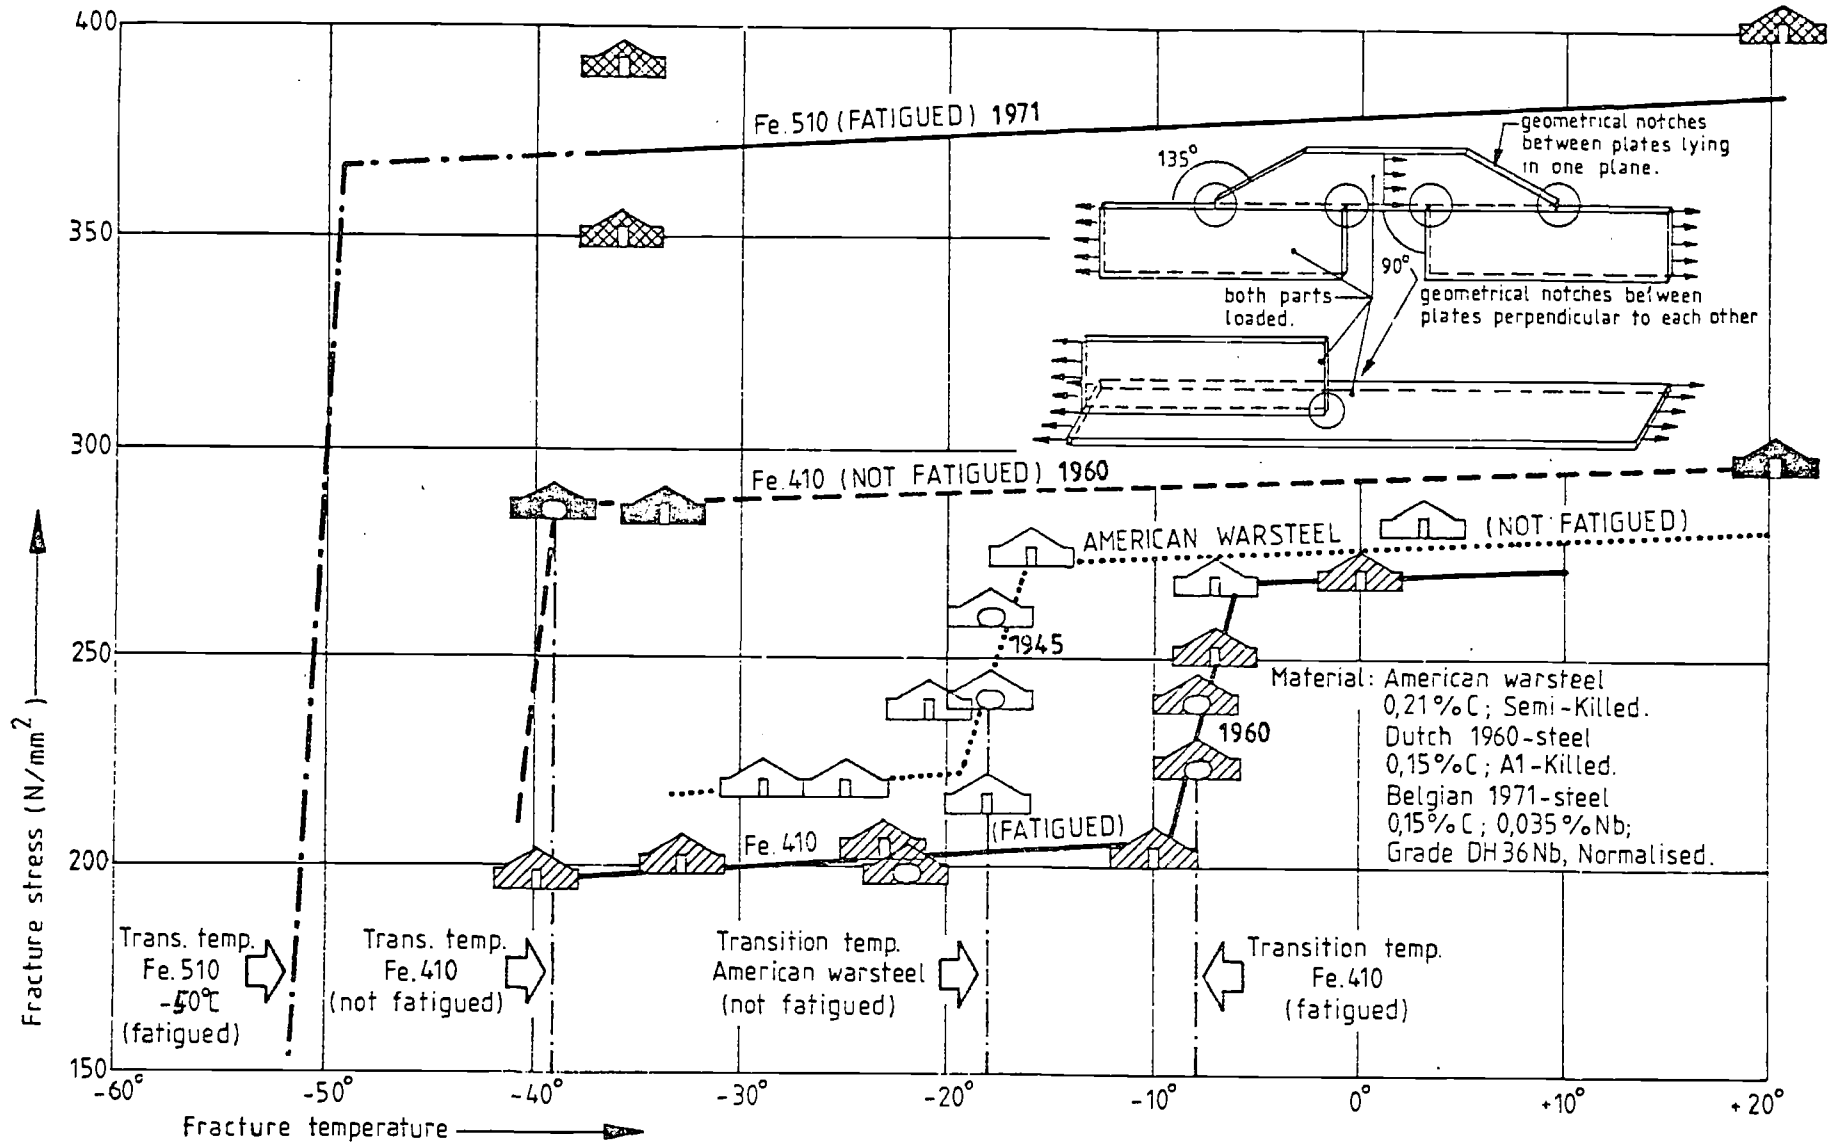 400
350
300
250
200
150
Fracture stress (N/mm²)
-60°
-50°
-40°
-30°
-20°
-10°
0°
+10°
+20°
Fracture temperature
Fe.510 (FATIGUED) 1971
geometrical notches
between plates lying
in one plane.
135°
90°
both parts
loaded.
geometrical notches between
plates perpendicular to each other
Fe.410 (NOT FATIGUED) 1960
AMERICAN WARSTEEL (NOT FATIGUED)
1945
1960
Fe.410 (FATIGUED)
Material: American warsteel
0,21%C; Semi-Killed.
Dutch 1960-steel
0,15%C; A1-Killed.
Belgian 1971-steel
0,15%C; 0,035%Nb;
Grade DH36Nb, Normalised.
Trans. temp.
Fe.510
-50°C
(fatigued)
Trans. temp.
Fe.410
(not fatigued)
Transition temp.
American warsteel
(not fatigued)
Transition temp.
Fe.410
(fatigued)